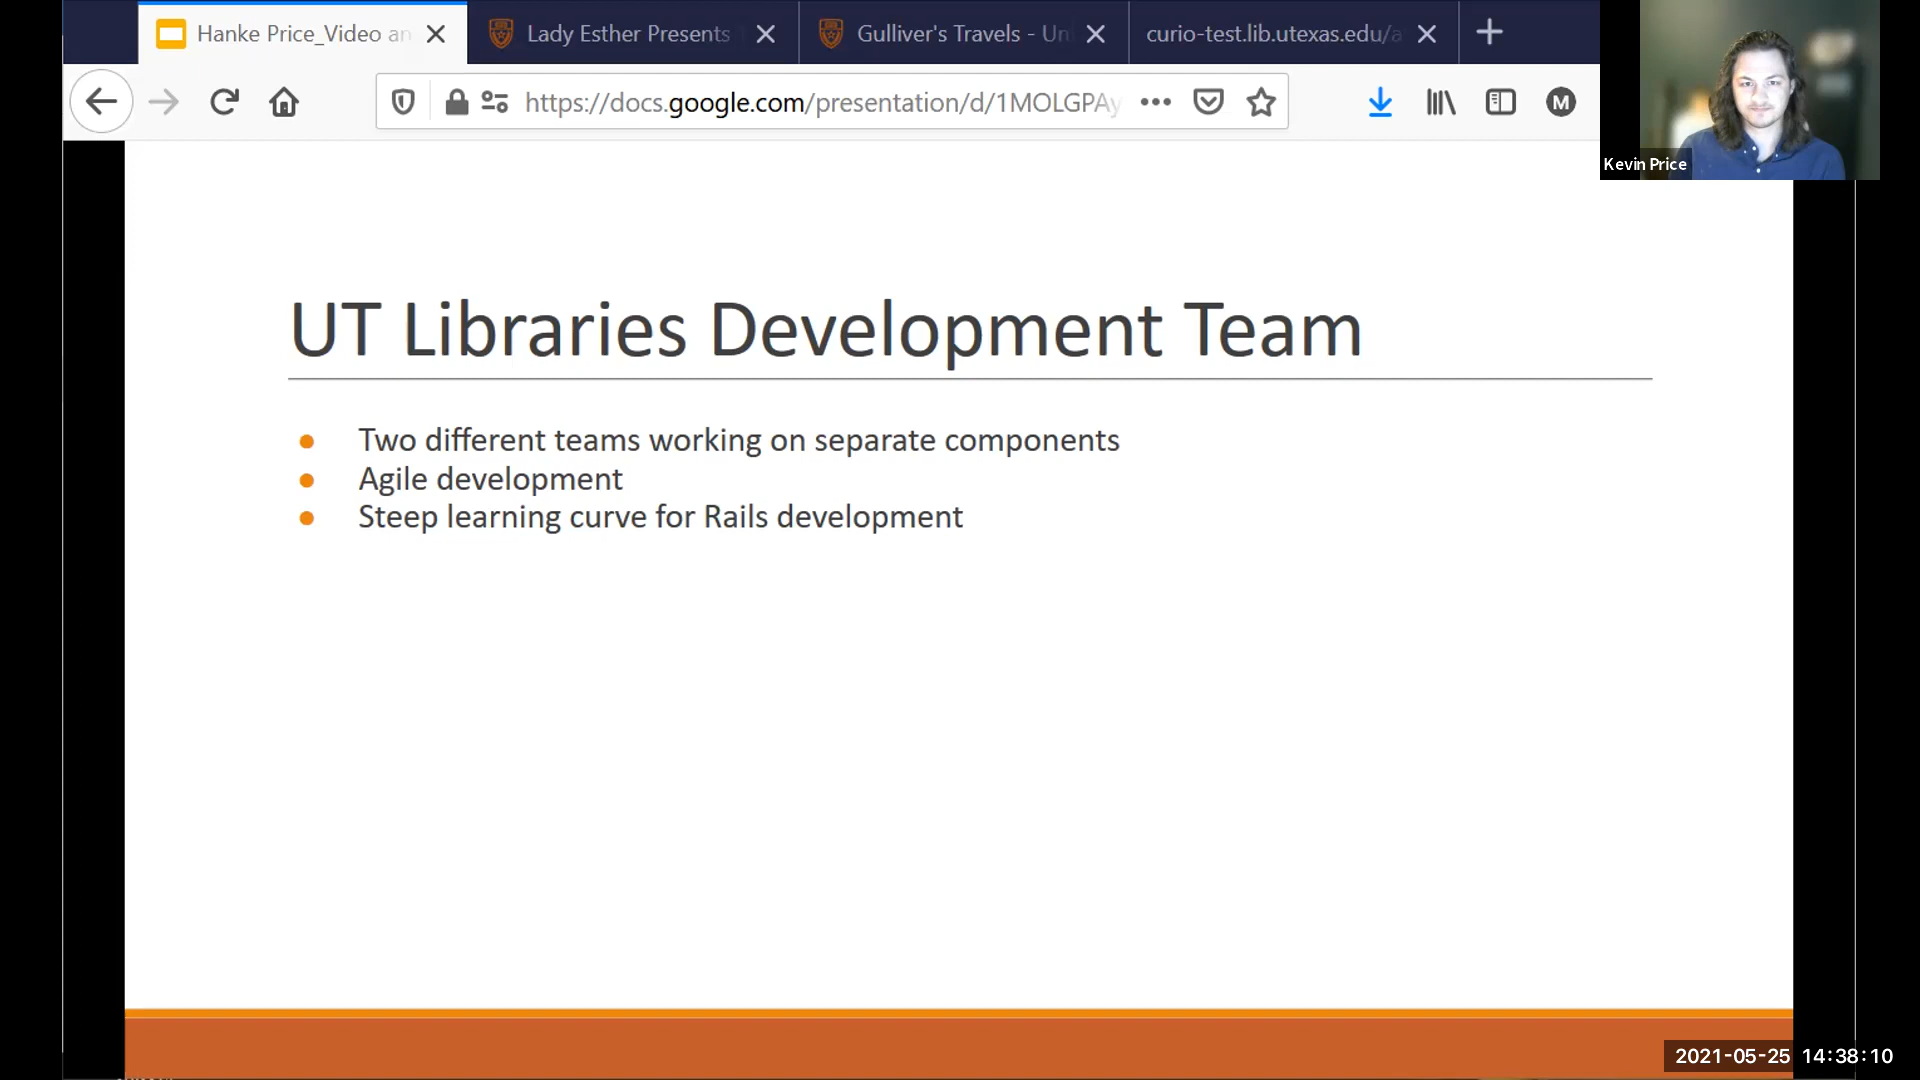 Hanke Price_Video an
Lady Esther Presents
Gulliver's Travels - Un
curio-test.lib.utexas.edu/a
https://docs.google.com/presentation/d/1MOLGPAy
M
Kevin Price
UT Libraries Development Team
Two different teams working on separate components
Agile development
Steep learning curve for Rails development
2021-05-25 14:38:10